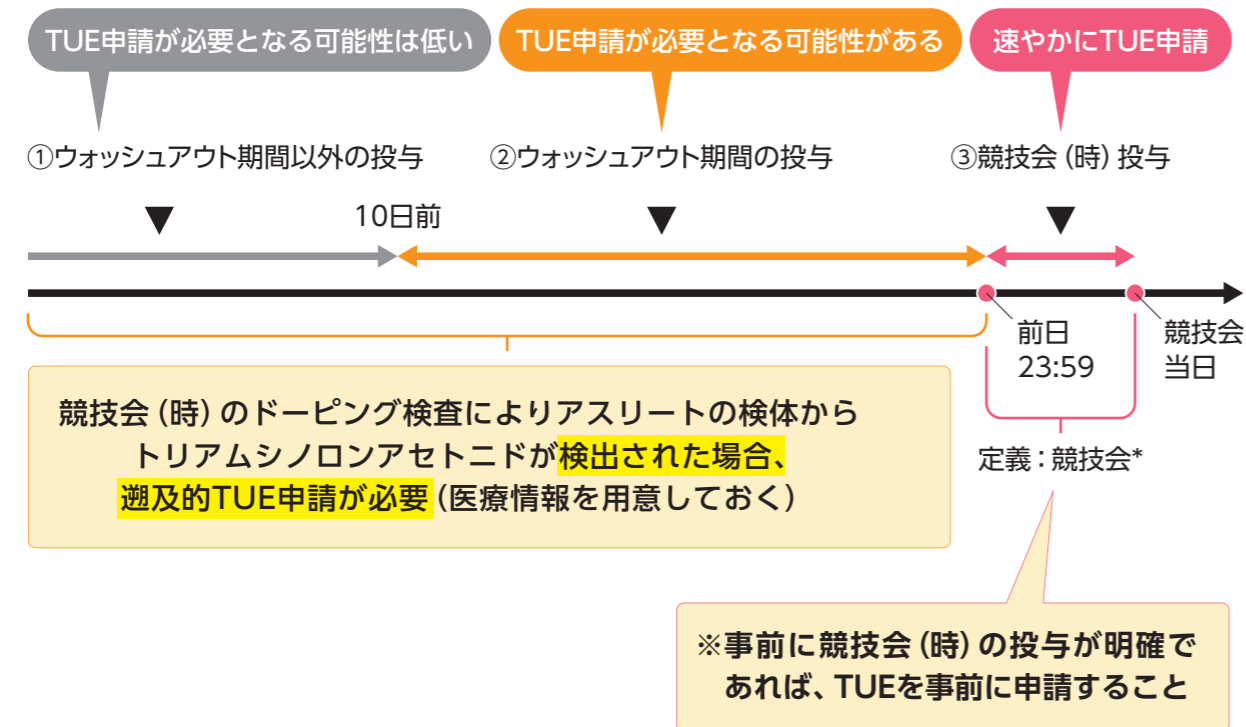 TUE申請が必要となる可能性は低い
TUE申請が必要となる可能性がある
速やかにTUE申請
①ウォッシュアウト期間以外の投与
②ウォッシュアウト期間の投与
③競技会（時）投与
10日前
前日
23:59
競技会
当日
競技会（時）のドーピング検査によりアスリートの検体から
トリアムシノロンアセトニドが検出された場合、
遡及的TUE申請が必要（医療情報を用意しておく）
定義：競技会*
※事前に競技会（時）の投与が明確で
あれば、TUEを事前に申請すること